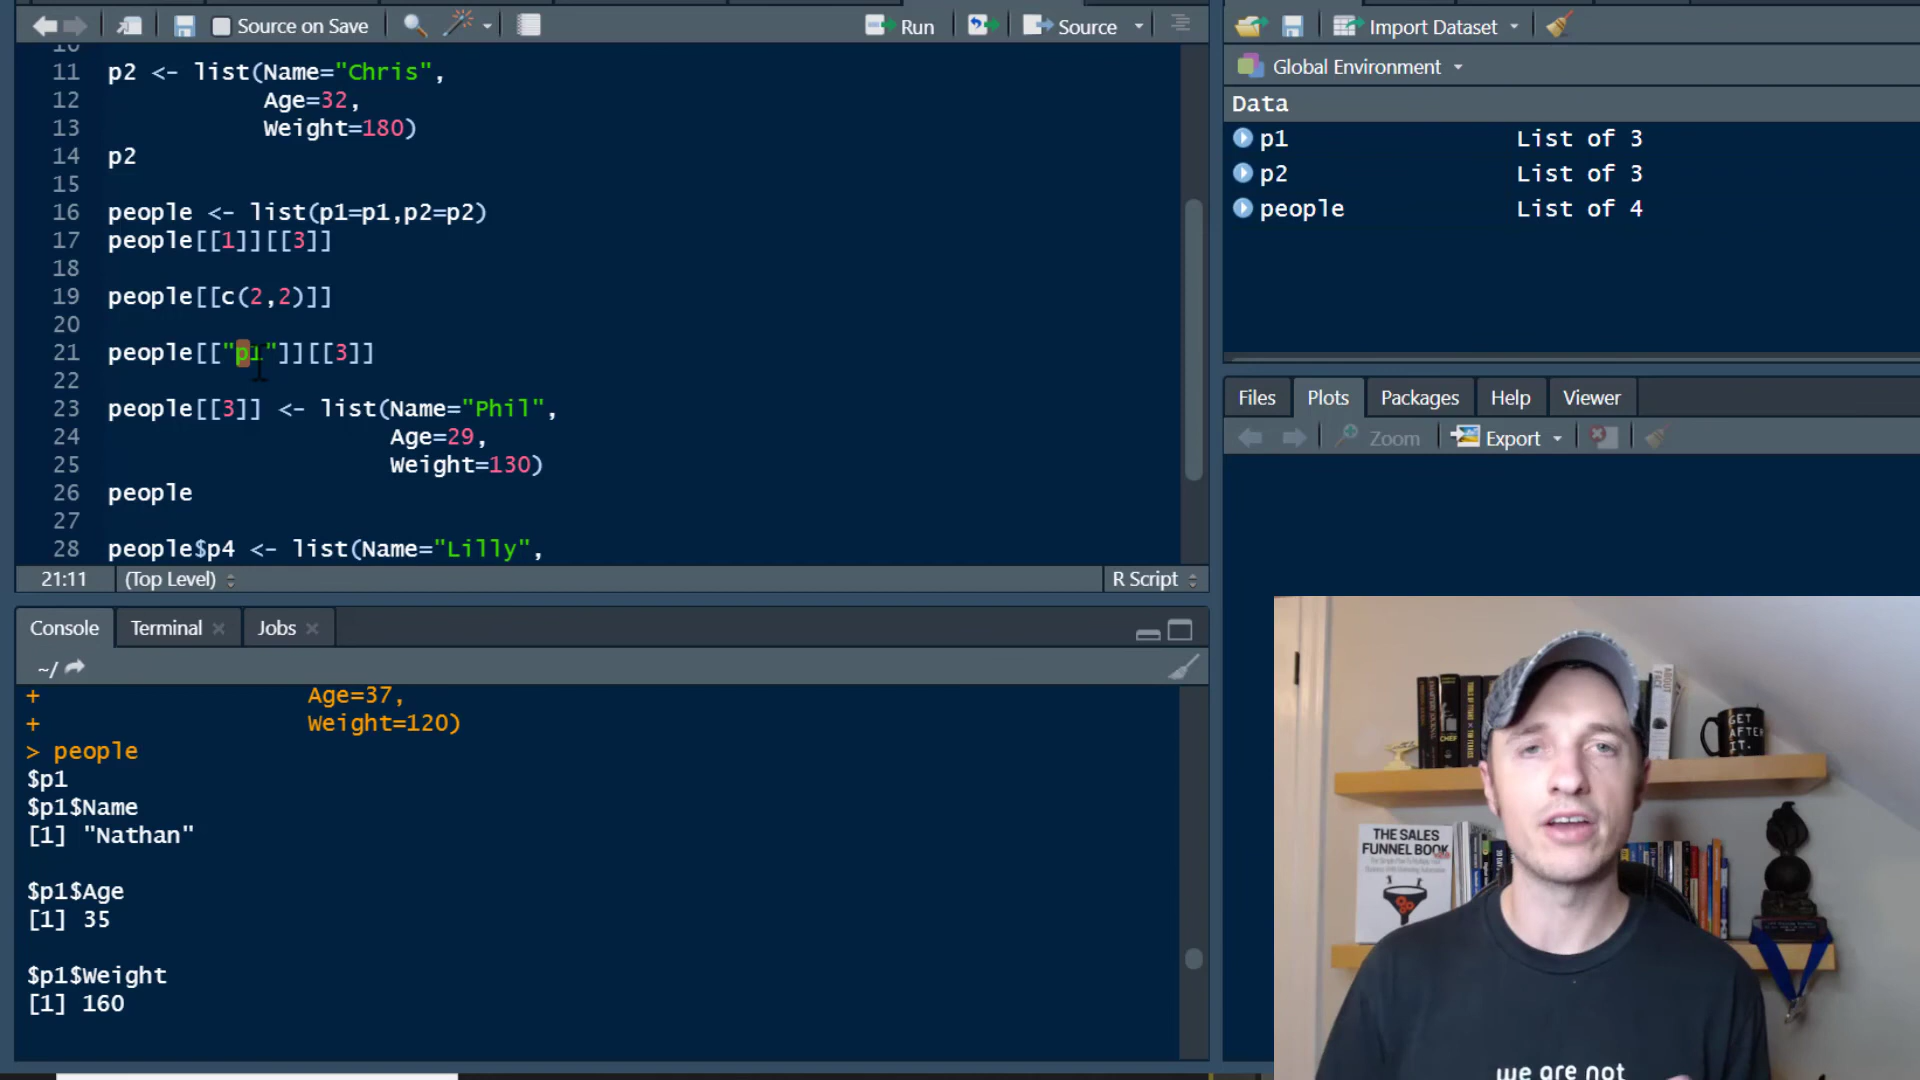 Source on Save
Run
Source
10
11 p2 <- list(Name="Chris",
12 Age=32,
13 Weight=180)
14 p2
15
16 people <- list(p1=p1,p2=p2)
17 people[[1]][[3]]
18
19 people[[c(2,2)]]
20
21 people[["p1"]][[3]]
22
23 people[[3]] <- list(Name="Phil",
24 Age=29,
25 Weight=130)
26 people
27
28 people$p4 <- list(Name="Lilly",
21:11 (Top Level) R Script
Console Terminal Jobs
~/
+ Age=37,
+ Weight=120)
> people
$p1
$p1$Name
[1] "Nathan"
$p1$Age
[1] 35
$p1$Weight
[1] 160
Import Dataset
Global Environment
Data
p1 List of 3
p2 List of 3
people List of 4
Files Plots Packages Help Viewer
Zoom Export
ABOUT
FACE
GET
AFTER
IT.
THE SALES
FUNNEL BOOK
we are not